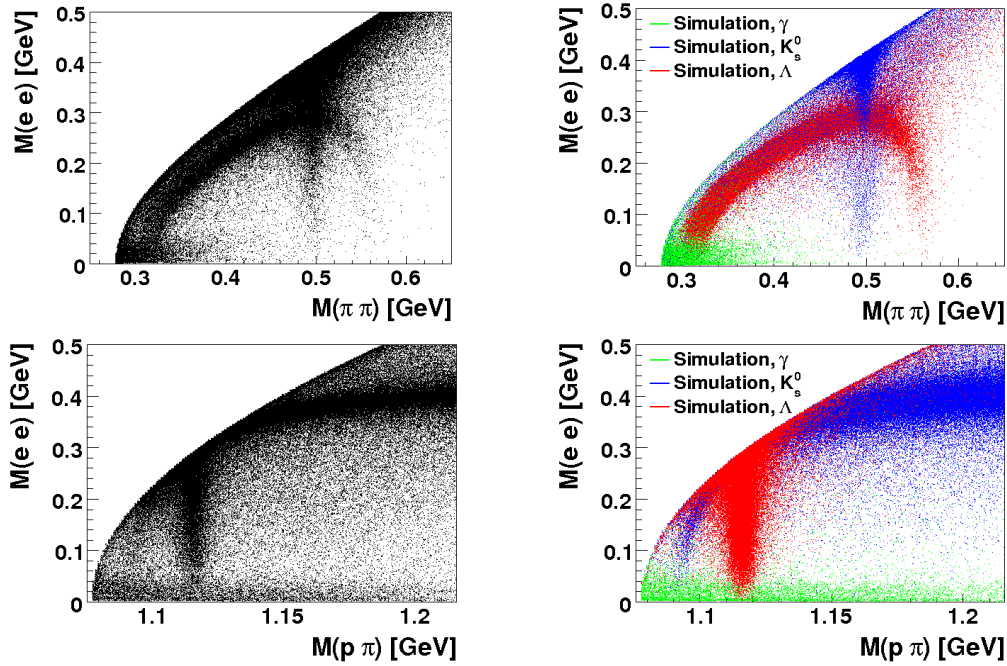 M(e e) [GeV]
0.5
0.4
0.3
0.2
0.1
0
0.3 0.4 0.5 0.6
M(π π) [GeV]
Simulation, γ
Simulation, K⁰ₛ
Simulation, Λ
M(e e) [GeV]
0.5
0.4
0.3
0.2
0.1
0
0.3 0.4 0.5 0.6
M(π π) [GeV]
M(e e) [GeV]
0.5
0.4
0.3
0.2
0.1
0
1.1 1.15 1.2
M(p π) [GeV]
Simulation, γ
Simulation, K⁰ₛ
Simulation, Λ
M(e e) [GeV]
0.5
0.4
0.3
0.2
0.1
0
1.1 1.15 1.2
M(p π) [GeV]